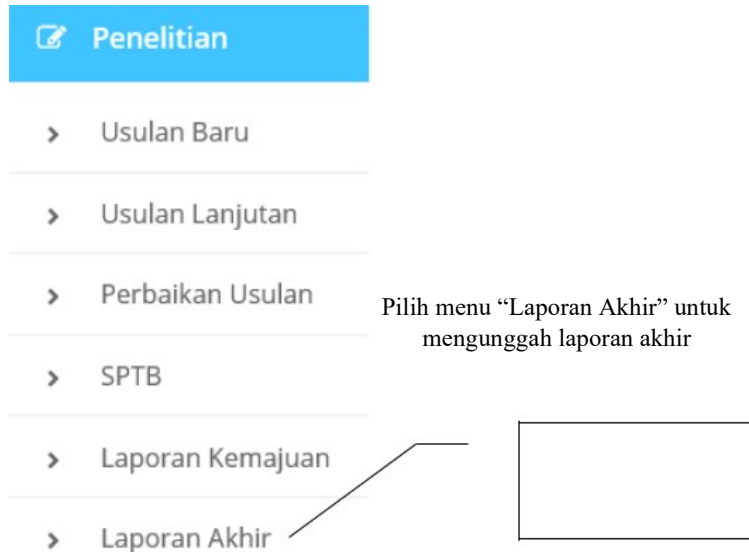 Penelitian
Usulan Baru
Usulan Lanjutan
Perbaikan Usulan
Pilih menu “Laporan Akhir” untuk
mengunggah laporan akhir
SPTB
Laporan Kemajuan
Laporan Akhir